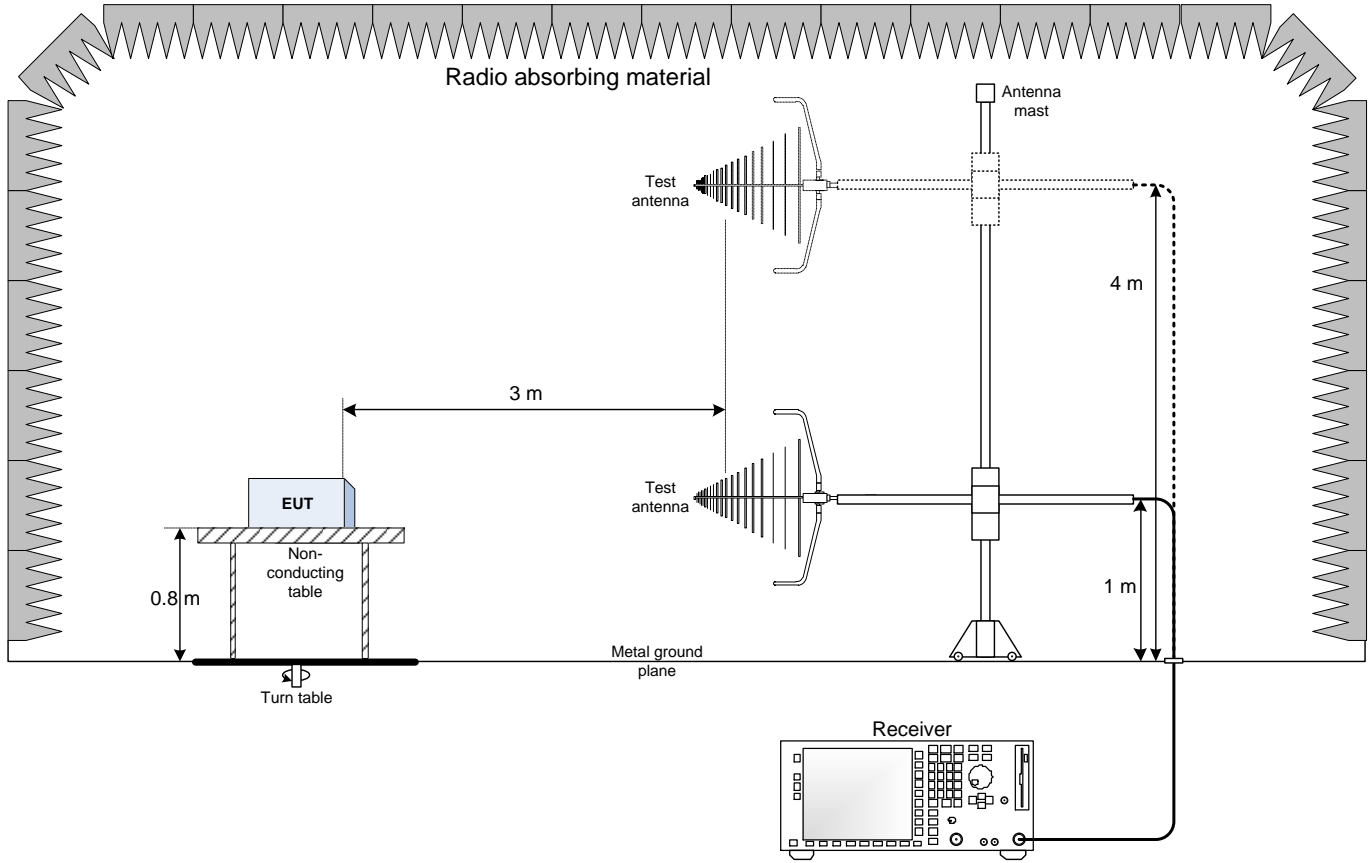 Radio absorbing material
Antenna
mast
Test
antenna
4 m
3 m
Test
antenna
EUT
Non-
conducting
table
0.8 m
1 m
Metal ground
plane
Turn table
Receiver